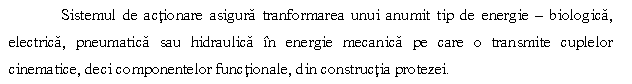 Sistemul de acţionare asigură tranformarea unui anumit tip de energie – biologică,
electrică, pneumatică sau hidraulică în energie mecanică pe care o transmite cuplelor
cinematice, deci componentelor funcţionale, din construcţia protezei.